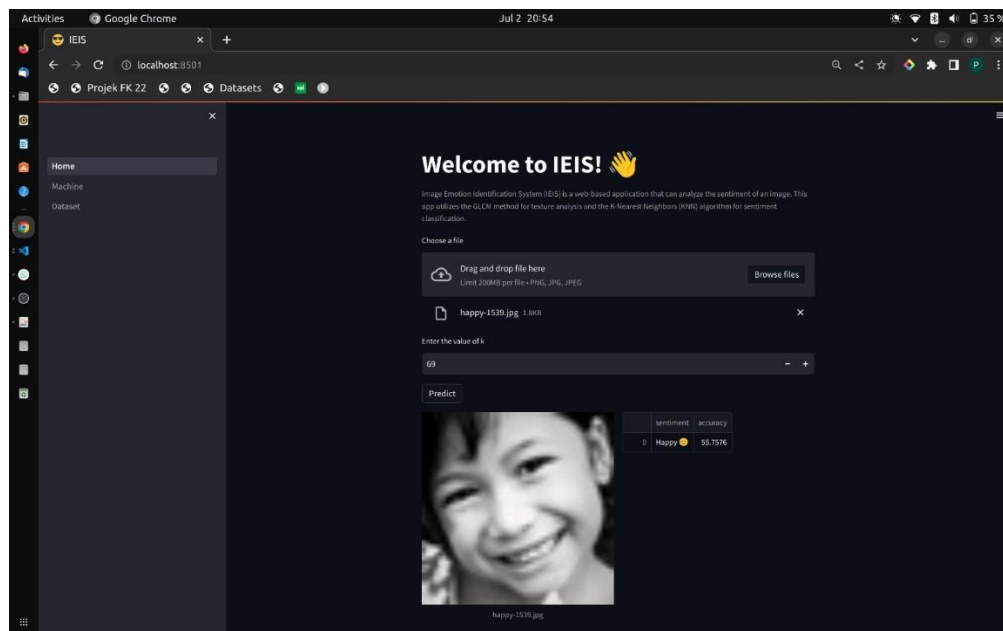 Activities Google Chrome Jul 2 20:54 35 %
IEIS
localhost:8501
Projek FK 22 Datasets
Home
Machine
Dataset
Welcome to IEIS! 👋
Image Emotion Identification System (IEIS) is a web-based application that can analyze the sentiment of an image. This
app utilizes the GLCM method for texture analysis and the K-Nearest Neighbors (KNN) algorithm for sentiment
classification.
Choose a file
Drag and drop file here
Limit 200MB per file • PNG, JPG, JPEG
Browse files
happy-1539.jpg 1.8KB
Enter the value of k
69
Predict
sentiment accuracy
0 Happy 😊 55.7576
happy-1539.jpg